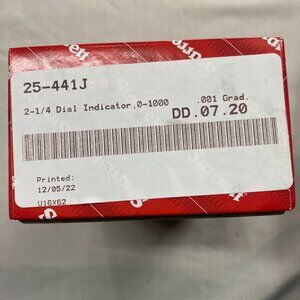 25-441J
2-1/4 Dial Indicator,0-1000 .001 Grad.
DD.07.20
Printed:
12/05/22
U16X62